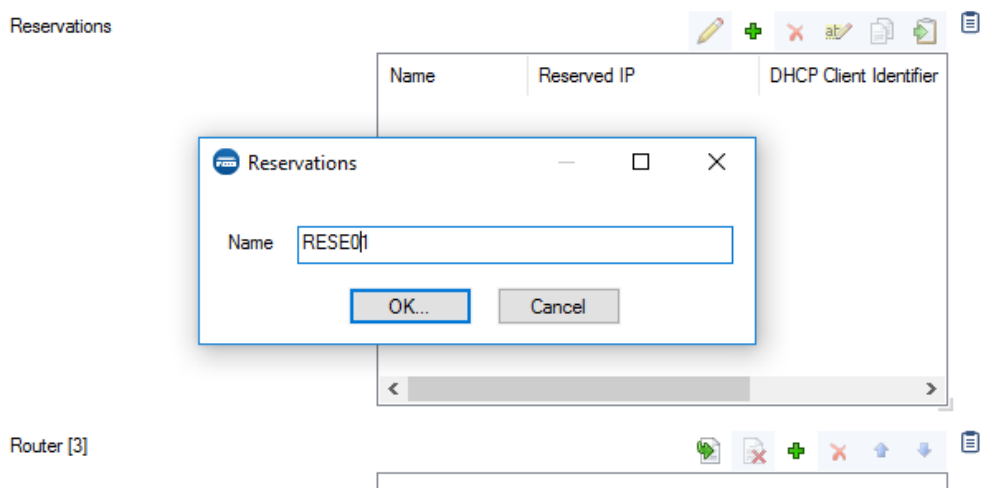 Reservations
Name Reserved IP DHCP Client Identifier
Reservations
Name RESE01
OK... Cancel
Router [3]